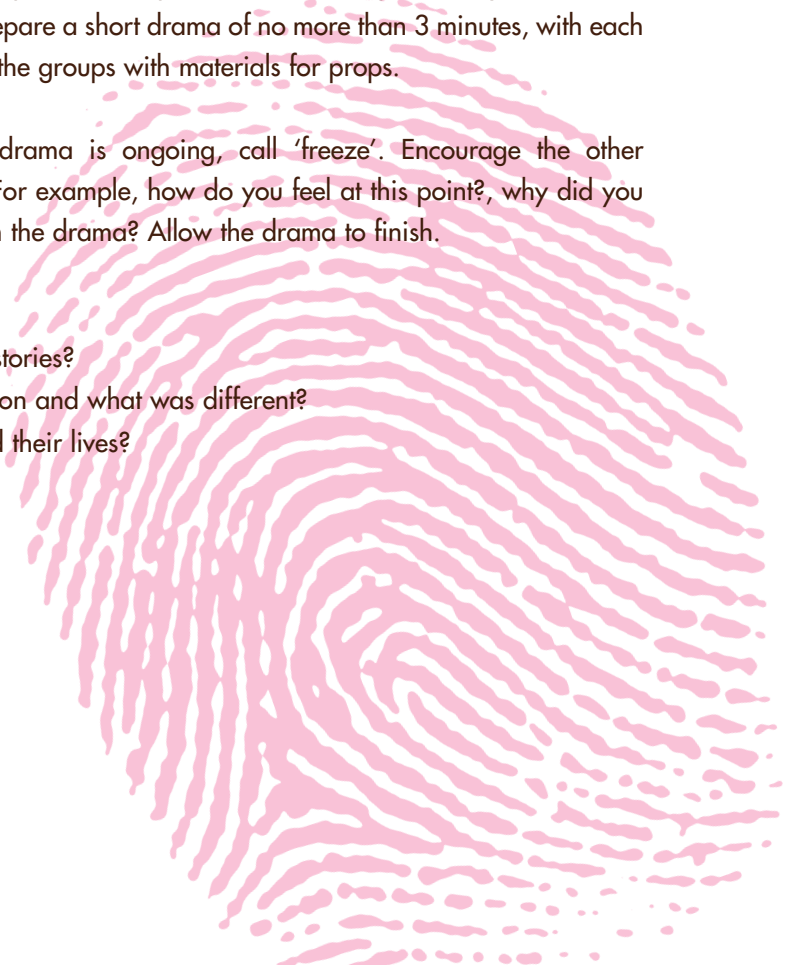 epare a short drama of no more than 3 minutes, with each
the groups with materials for props.
drama is ongoing, call ‘freeze’. Encourage the other
For example, how do you feel at this point?, why did you
the drama? Allow the drama to finish.
stories?
on and what was different?
their lives?